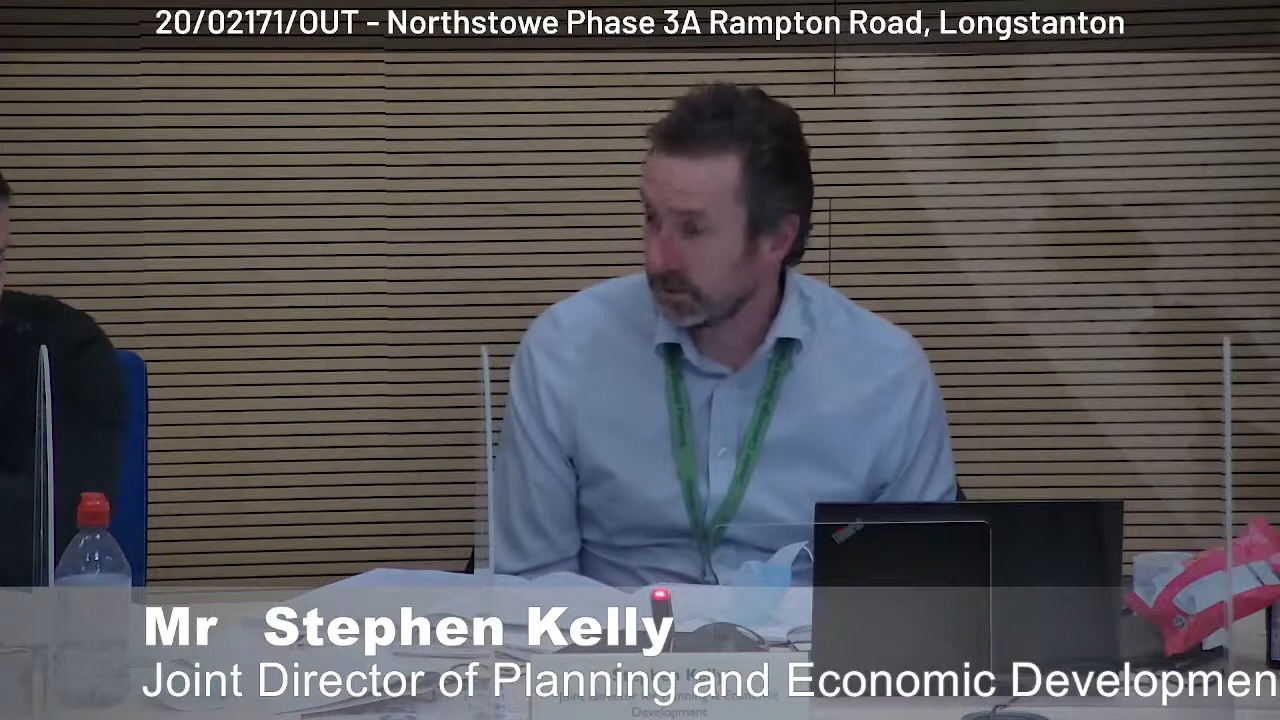 20/02171/OUT – Northstowe Phase 3A Rampton Road, Longstanton
Mr Stephen Kelly
Joint Director of Planning and Economic Developmen
Development